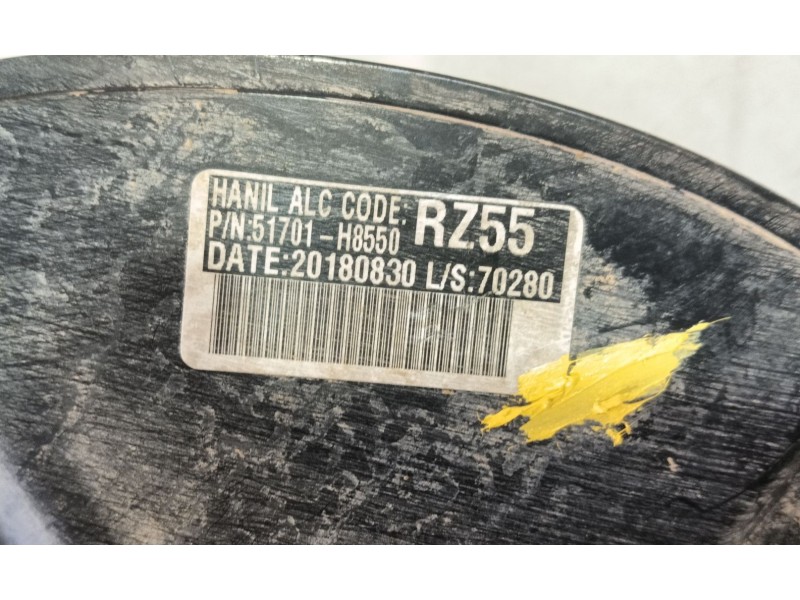 HANIL ALC CODE: RZ55
P/N:51701-H8550
DATE:20180830 L/S:70280